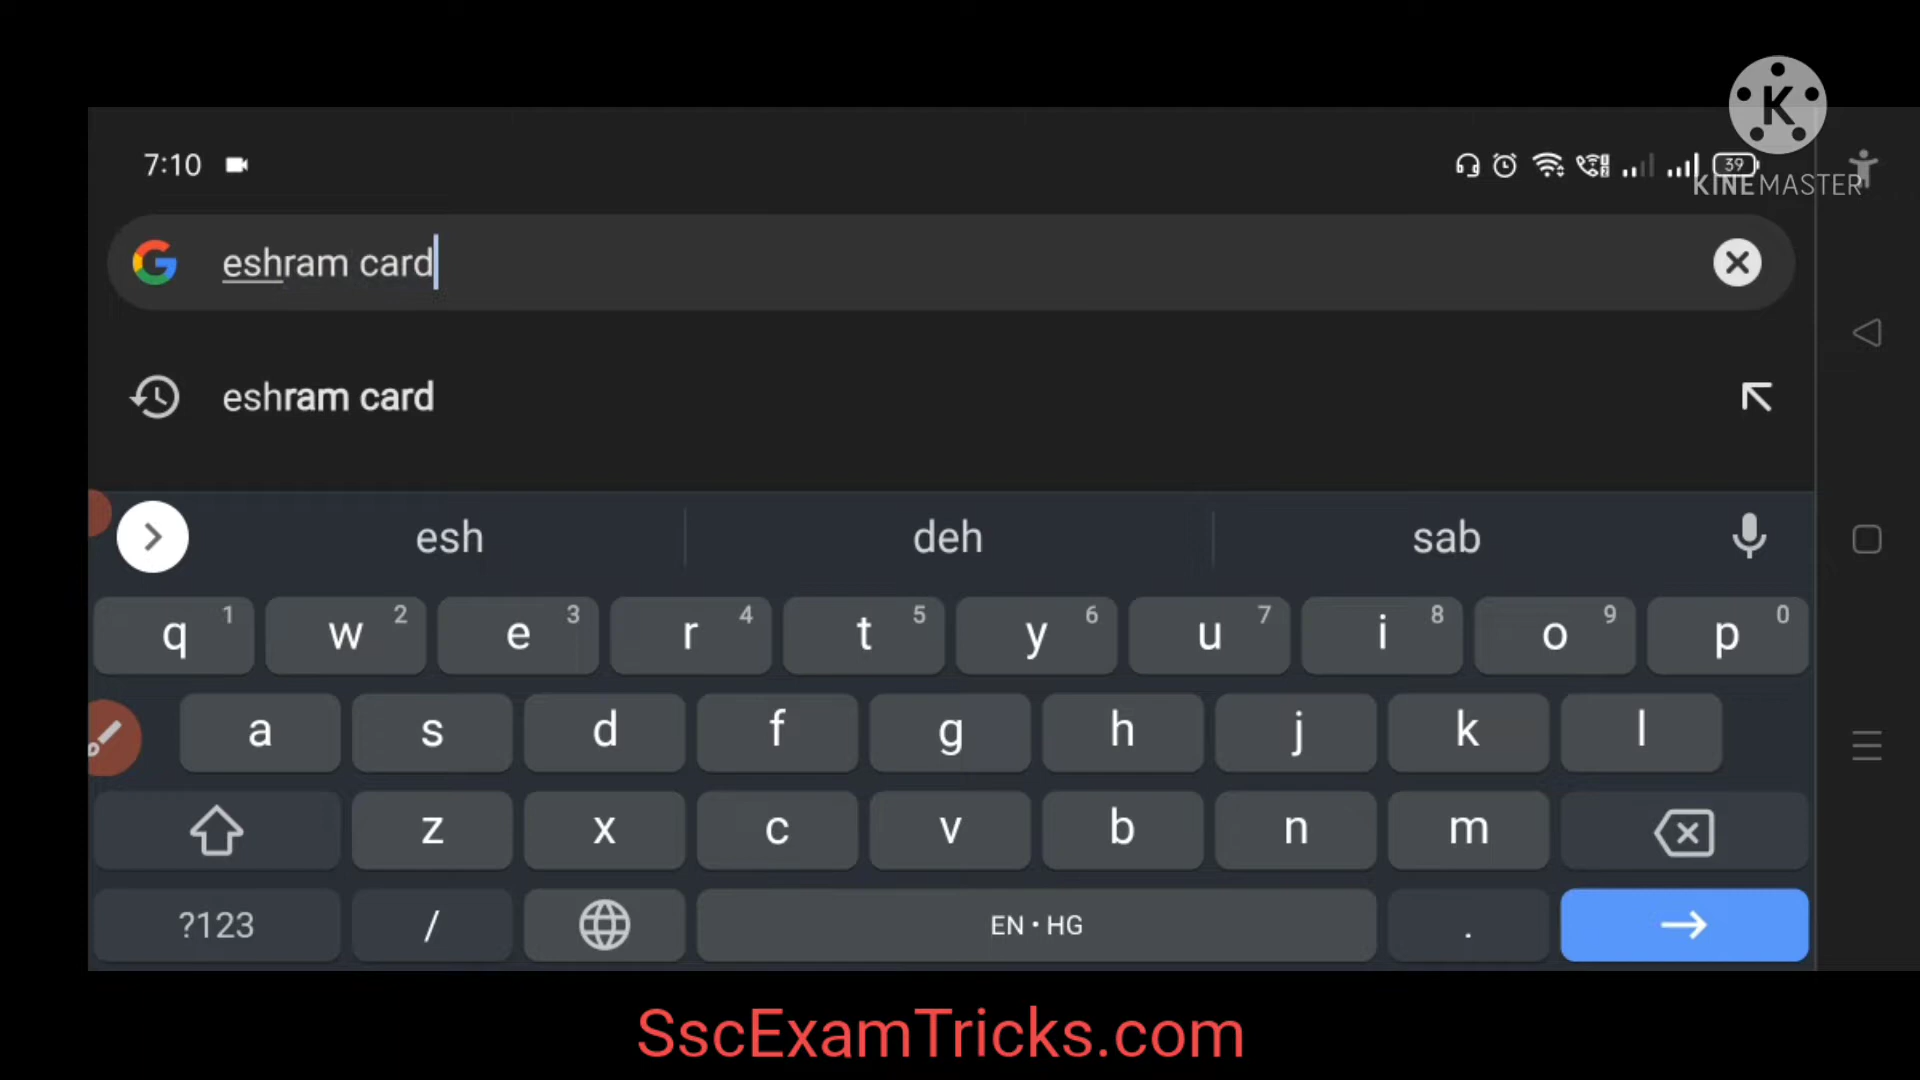 K
KINEMASTER
7:10
39
eshram card
eshram card
esh deh sab
q 1 w 2 e 3 r 4 t 5 y 6 u 7 i 8 o 9 p 0
a s d f g h j k l
z x c v b n m
?123 / EN • HG .
SscExamTricks.com